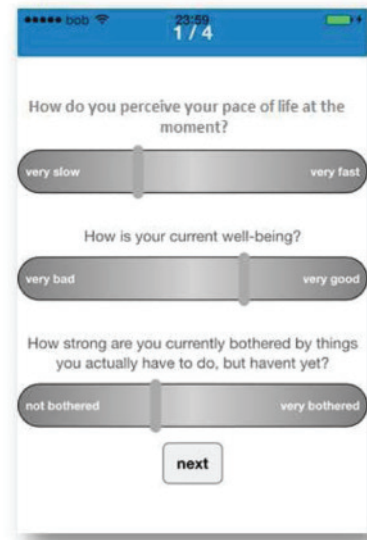 bob 23:59
1 / 4
How do you perceive your pace of life at the
moment?
very slow very fast
How is your current well-being?
very bad very good
How strong are you currently bothered by things
you actually have to do, but havent yet?
not bothered very bothered
next